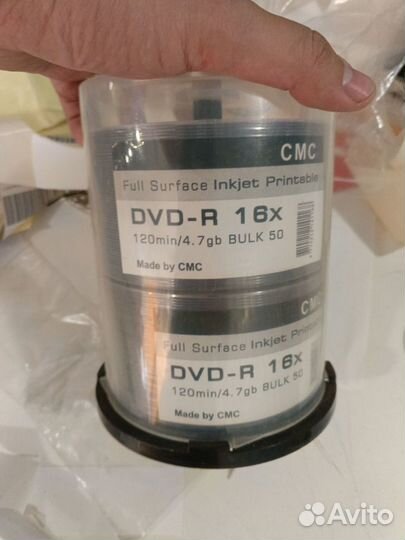 CMC
Full Surface Inkjet Printable
DVD-R 16x
120min/4.7gb BULK 50
Made by CMC
CMC
Full Surface Inkjet
DVD-R 16x
120min/4.7gb BULK 50
Made by CMC
Avito